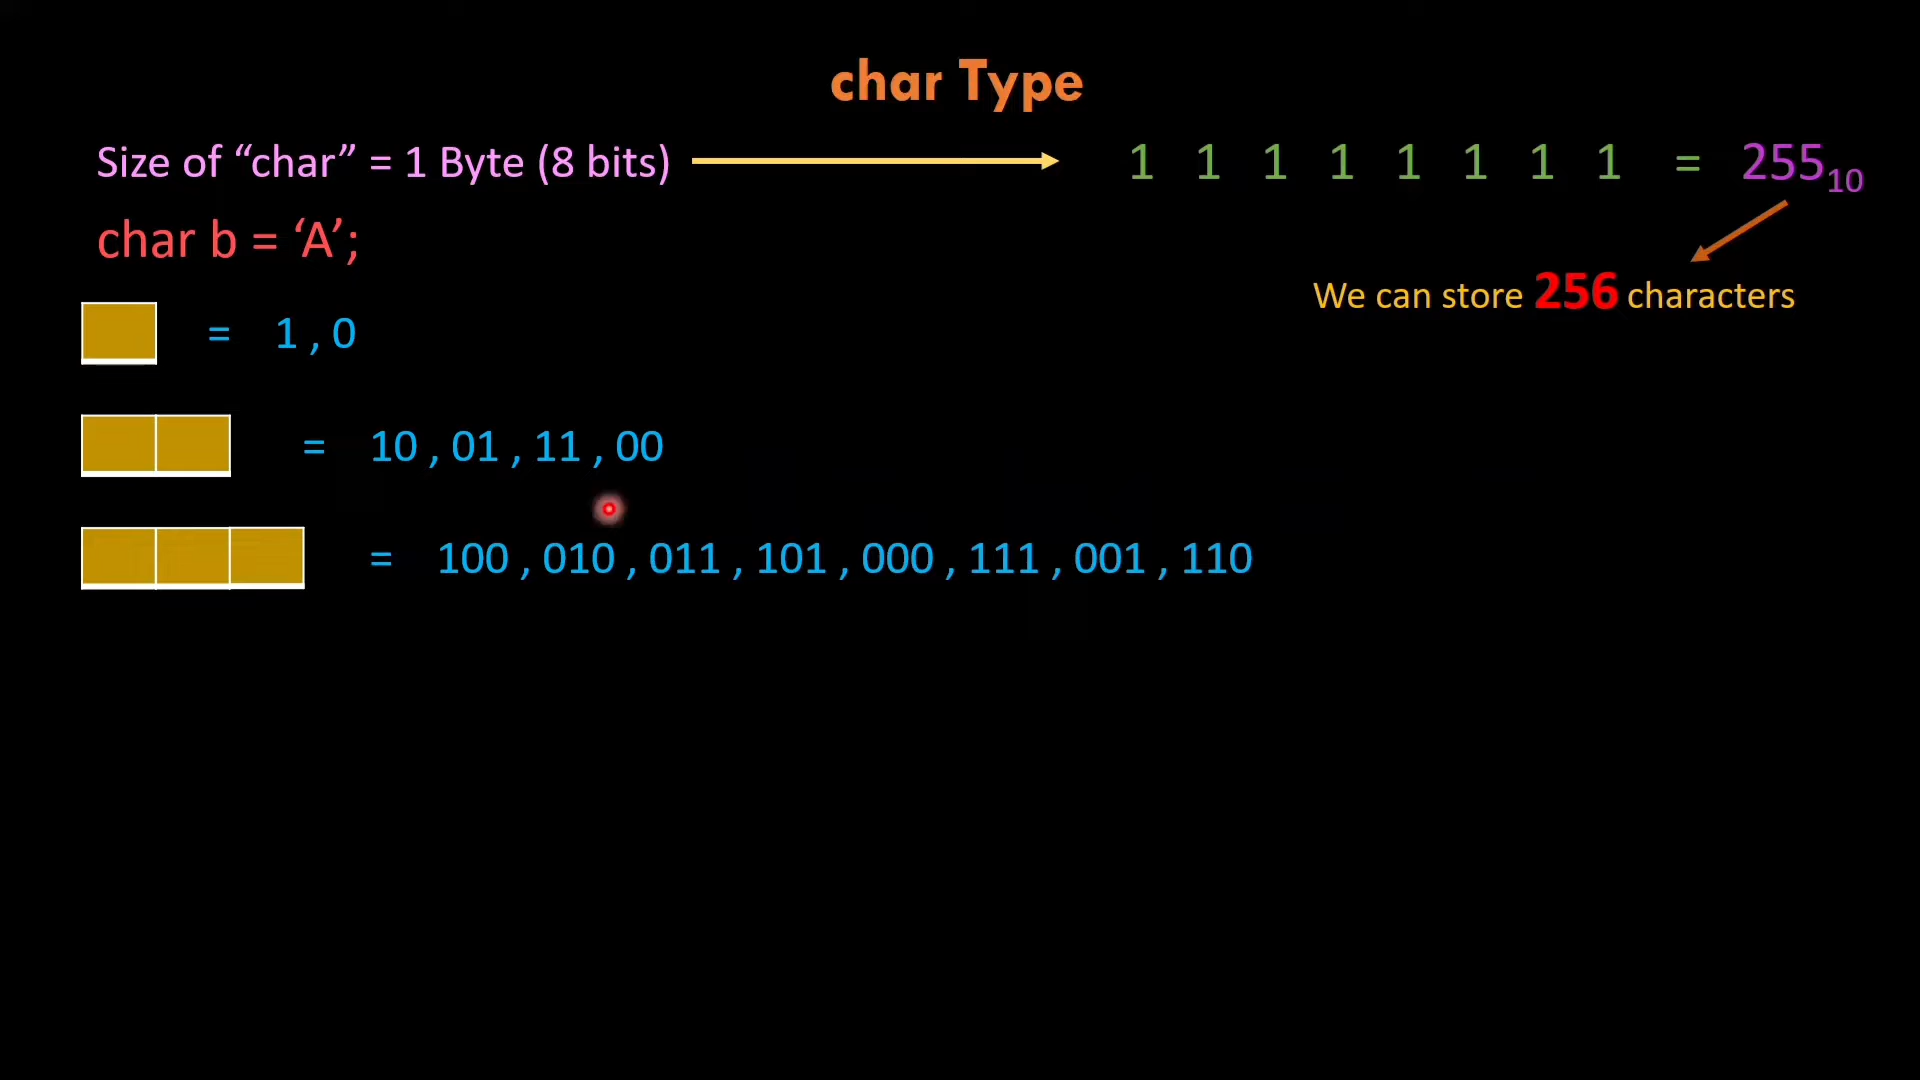 char Type
Size of “char” = 1 Byte (8 bits) 1 1 1 1 1 1 1 1 = 255₁₀
char b = ‘A’;
We can store 256 characters
= 1 , 0
= 10 , 01 , 11 , 00
= 100 , 010 , 011 , 101 , 000 , 111 , 001 , 110